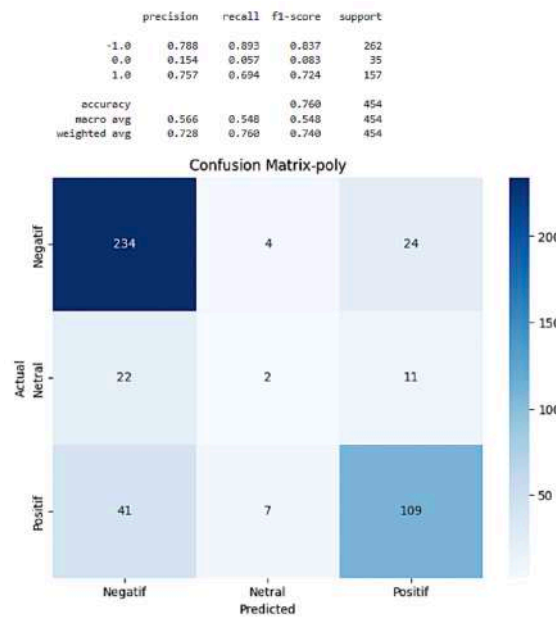 precision recall f1-score support
-1.0 0.788 0.893 0.837 262
0.0 0.154 0.057 0.083 35
1.0 0.757 0.694 0.724 157
accuracy 0.760 454
macro avg 0.566 0.548 0.548 454
weighted avg 0.728 0.760 0.740 454
Confusion Matrix-poly
Negatif 234 4 24
Actual
Netral 22 2 11
Positif 41 7 109
Negatif Netral Positif
Predicted
200
150
100
50